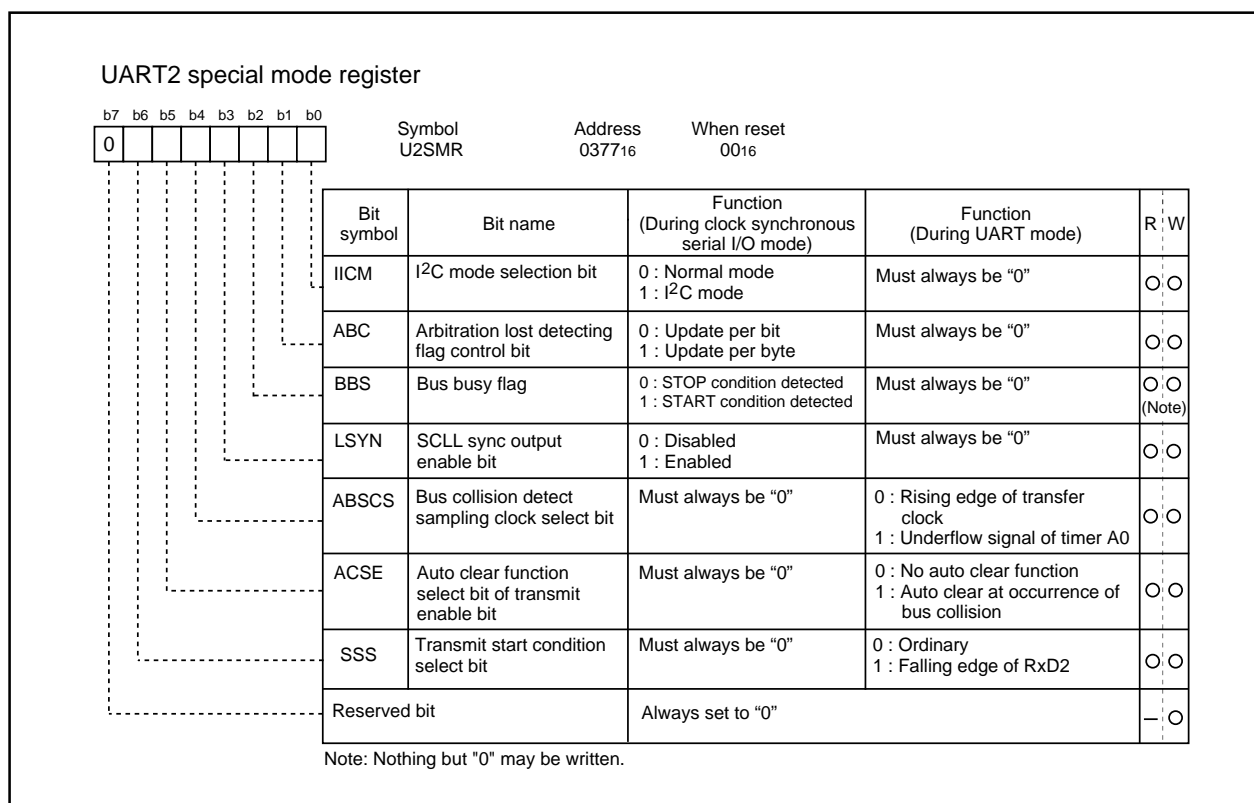 UART2 special mode register
b7 b6 b5 b4 b3 b2 b1 b0
0
Symbol Address When reset
U2SMR 037716 0016
Bit symbol
Bit name
Function
(During clock synchronous
serial I/O mode)
Function
(During UART mode)
R W
IICM
I2C mode selection bit
0 : Normal mode
1 : I2C mode
Must always be “0”
ABC
Arbitration lost detecting
flag control bit
0 : Update per bit
1 : Update per byte
Must always be “0”
BBS
Bus busy flag
0 : STOP condition detected
1 : START condition detected
Must always be “0”
(Note)
LSYN
SCLL sync output
enable bit
0 : Disabled
1 : Enabled
Must always be “0”
ABSCS
Bus collision detect
sampling clock select bit
Must always be “0”
0 : Rising edge of transfer
clock
1 : Underflow signal of timer A0
ACSE
Auto clear function
select bit of transmit
enable bit
Must always be “0”
0 : No auto clear function
1 : Auto clear at occurrence of
bus collision
SSS
Transmit start condition
select bit
Must always be “0”
0 : Ordinary
1 : Falling edge of RxD2
Reserved bit
Always set to “0”
–
Note: Nothing but "0" may be written.